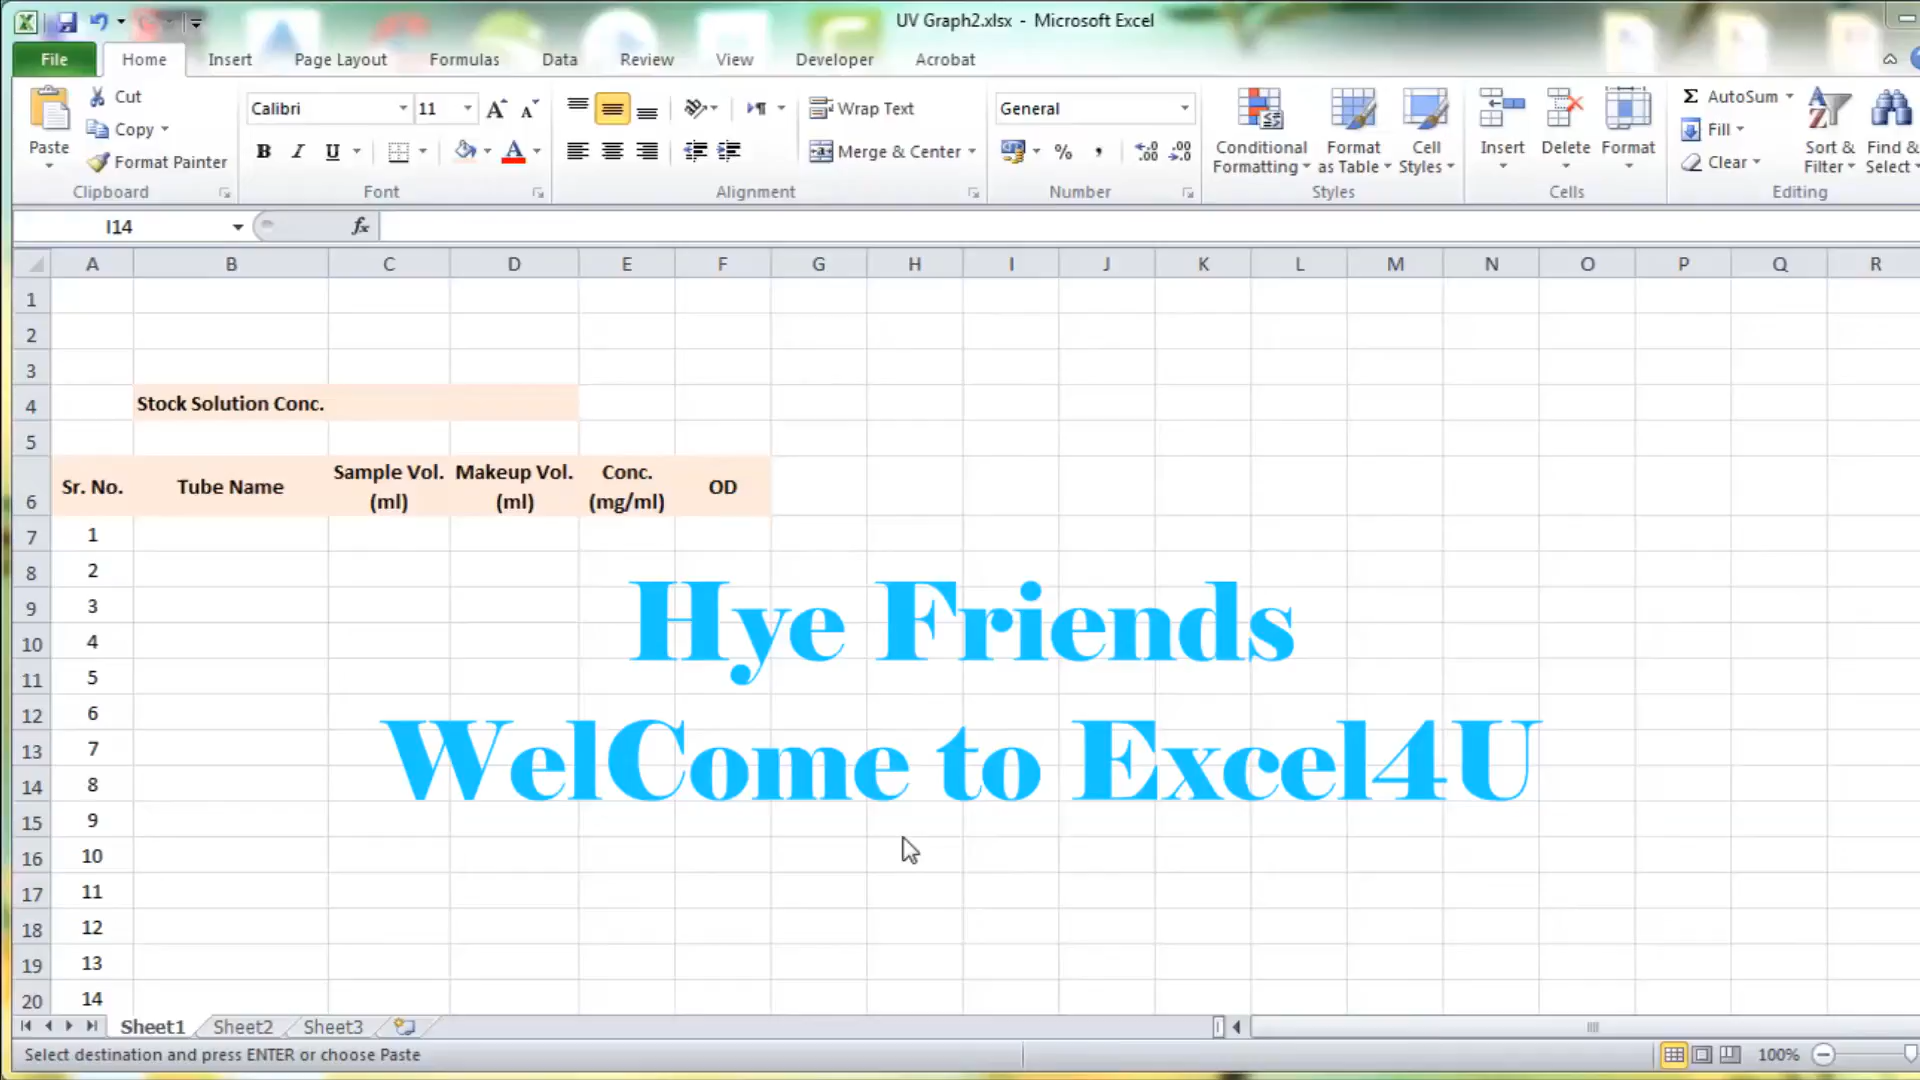 UV Graph2.xlsx - Microsoft Excel
File Home Insert Page Layout Formulas Data Review View Developer Acrobat
Paste
Cut
Copy
Format Painter
Clipboard
Calibri 11
B I U
Font
Wrap Text
Merge & Center
Alignment
General
% ,
Number
Conditional Formatting
Format as Table
Cell Styles
Styles
Insert Delete Format
Cells
Σ AutoSum
Fill
Clear
Sort & Filter
Find & Select
Editing
I14 fx
A B C D E F G H I J K L M N O P Q R
1
2
3
4 Stock Solution Conc.
5
6 Sr. No. Tube Name Sample Vol. (ml) Makeup Vol. (ml) Conc. (mg/ml) OD
7 1
8 2
9 3
10 4
11 5
12 6
13 7
14 8
15 9
16 10
17 11
18 12
19 13
20 14
Hye Friends
WelCome to Excel4U
Sheet1 Sheet2 Sheet3
Select destination and press ENTER or choose Paste 100%